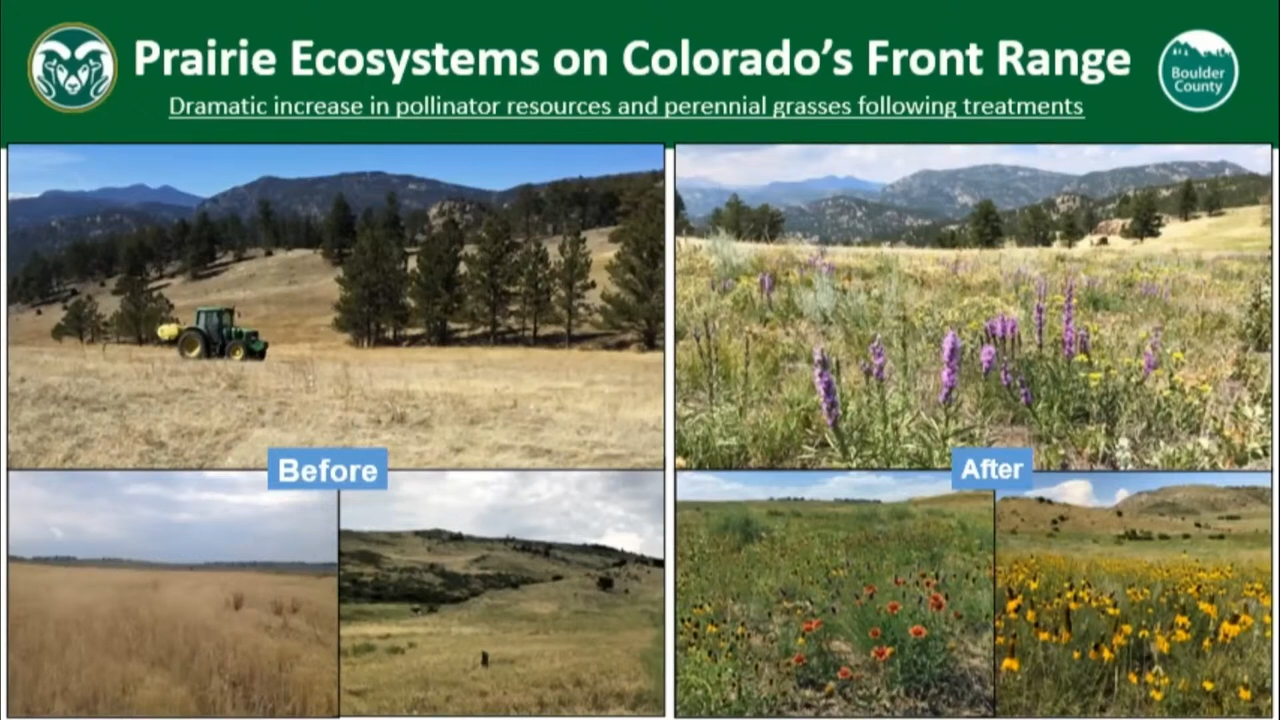 Prairie Ecosystems on Colorado's Front Range
Boulder
County
Dramatic increase in pollinator resources and perennial grasses following treatments
Before
After